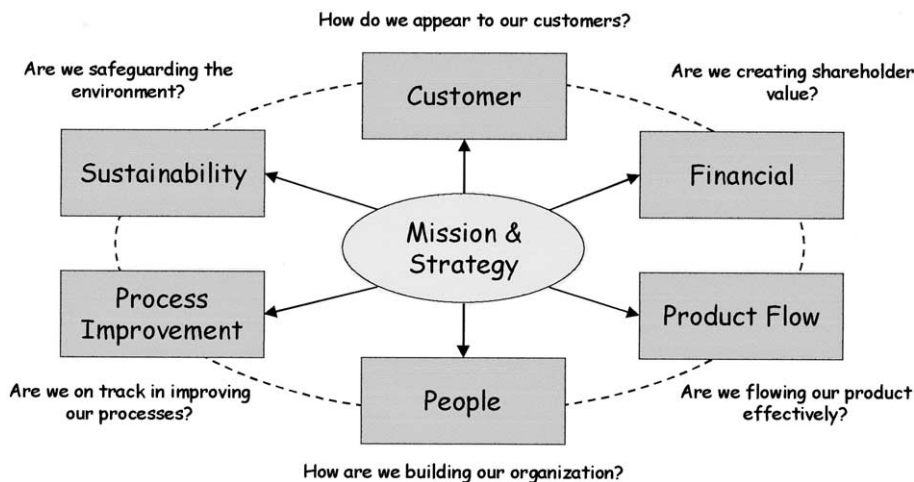 How do we appear to our customers?
Are we safeguarding the
environment?
Customer
Are we creating shareholder
value?
Sustainability
Financial
Mission &
Strategy
Process
Improvement
Product Flow
Are we on track in improving
our processes?
People
Are we flowing our product
effectively?
How are we building our organization?